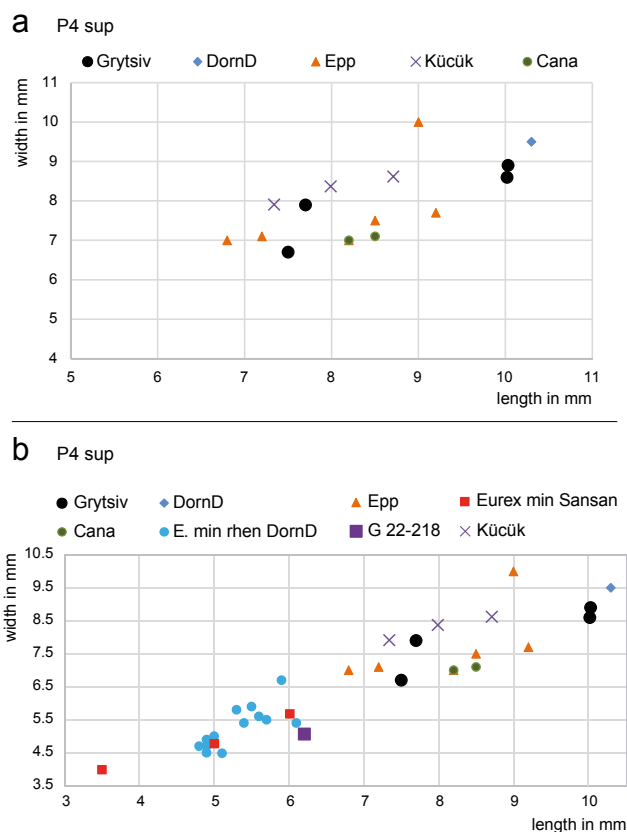 a P4 sup
Grytsiv DornD Epp Kücük Cana
width in mm
11
10
9
8
7
6
5
4
5 6 7 8 9 10 11
length in mm
b P4 sup
Grytsiv DornD Epp Eurex min Sansan
Cana E. min rhen DornD G 22-218 Kücük
width in mm
10.5
9.5
8.5
7.5
6.5
5.5
4.5
3.5
3 4 5 6 7 8 9 10
length in mm